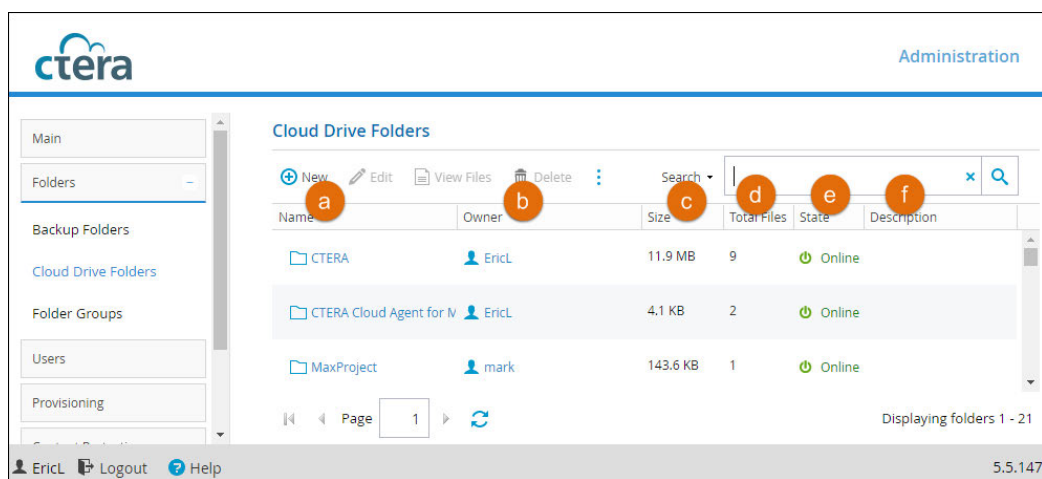 ctera
Administration
Main
Folders
Backup Folders
Cloud Drive Folders
Folder Groups
Users
Provisioning
Cloud Drive Folders
New Edit View Files Delete Search
a b c d e f
Name Owner Size Total Files State Description
CTERA EricL 11.9 MB 9 Online
CTERA Cloud Agent for M EricL 4.1 KB 2 Online
MaxProject mark 143.6 KB 1 Online
Page 1 Displaying folders 1 - 21
EricL Logout ? Help 5.5.147